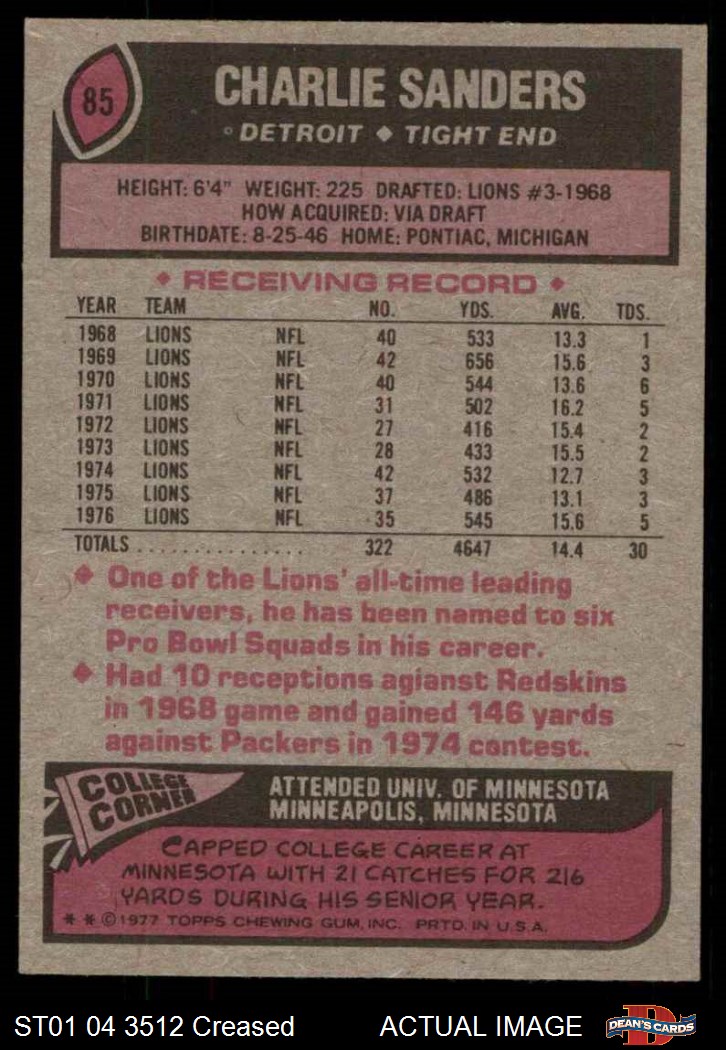 85
CHARLIE SANDERS
DETROIT ◆ TIGHT END
HEIGHT: 6'4" WEIGHT: 225 DRAFTED: LIONS #3-1968
HOW ACQUIRED: VIA DRAFT
BIRTHDATE: 8-25-46 HOME: PONTIAC, MICHIGAN
◆ RECEIVING RECORD ◆
YEAR TEAM NO. YDS. AVG. TDS.
1968 LIONS NFL 40 533 13.3 1
1969 LIONS NFL 42 656 15.6 3
1970 LIONS NFL 40 544 13.6 6
1971 LIONS NFL 31 502 16.2 5
1972 LIONS NFL 27 416 15.4 2
1973 LIONS NFL 28 433 15.5 2
1974 LIONS NFL 42 532 12.7 3
1975 LIONS NFL 37 486 13.1 3
1976 LIONS NFL 35 545 15.6 5
TOTALS ................ 322 4647 14.4 30
◆ One of the Lions' all-time leading
receivers, he has been named to six
Pro Bowl Squads in his career.
◆ Had 10 receptions agianst Redskins
in 1968 game and gained 146 yards
against Packers in 1974 contest.
COLLEGE
CORNER
ATTENDED UNIV. OF MINNESOTA
MINNEAPOLIS, MINNESOTA
CAPPED COLLEGE CAREER AT
MINNESOTA WITH 21 CATCHES FOR 216
YARDS DURING HIS SENIOR YEAR.
* * ©1977 TOPPS CHEWING GUM, INC. PRTD. IN U.S.A.
ST01 04 3512 Creased ACTUAL IMAGE
D
DEAN'S CARDS